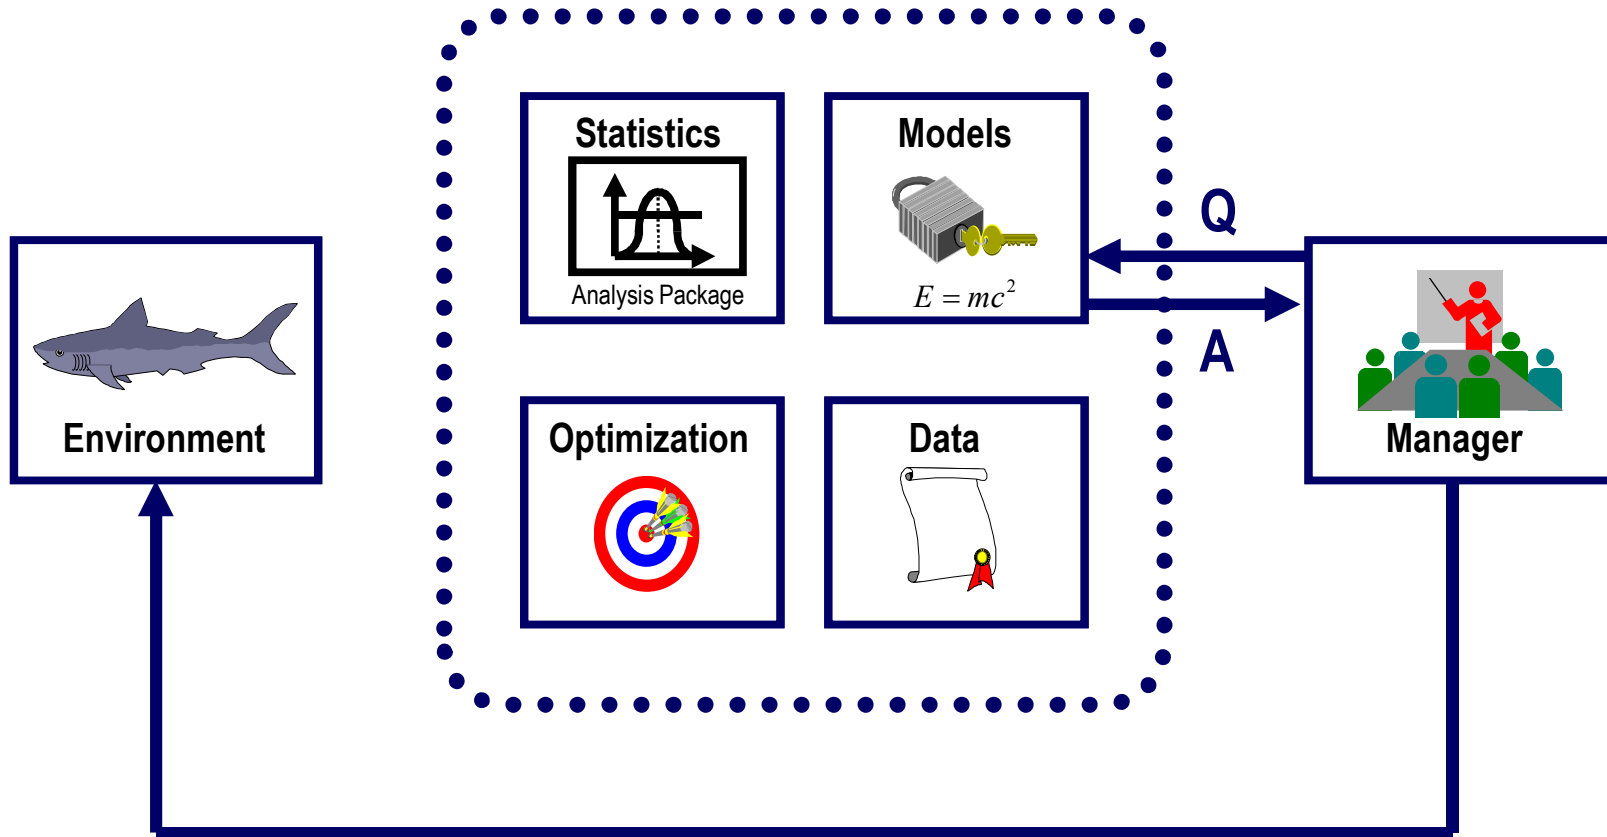 Statistics
Analysis Package
Models
E = mc²
Q
A
Environment
Optimization
Data
Manager